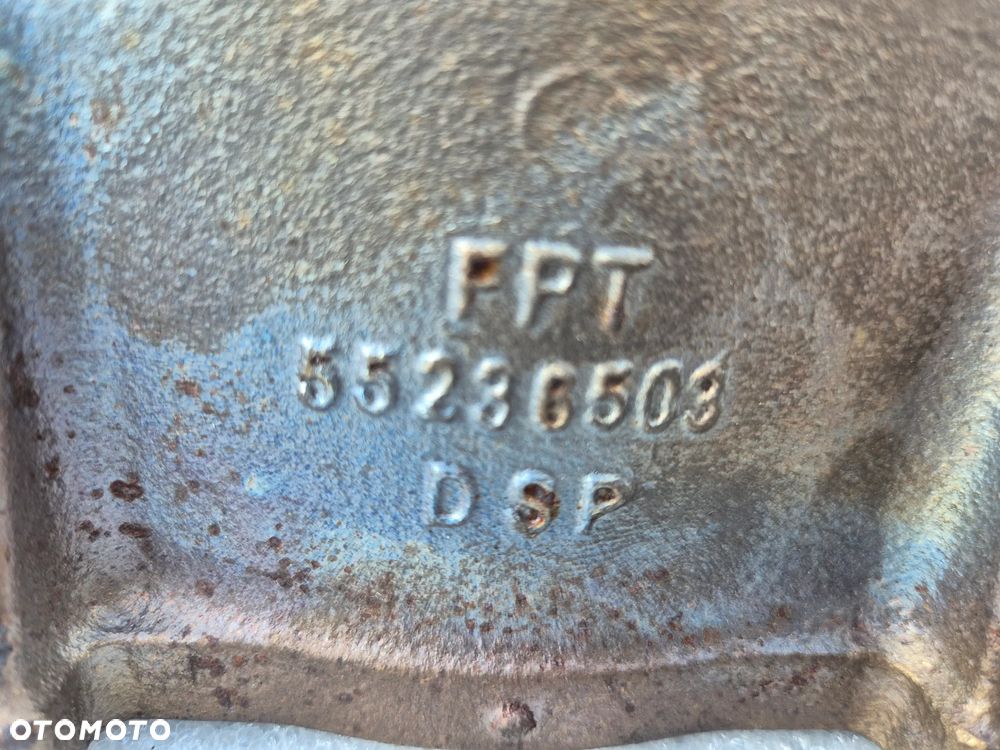 FPT
55236503
DSP
OTOMOTO